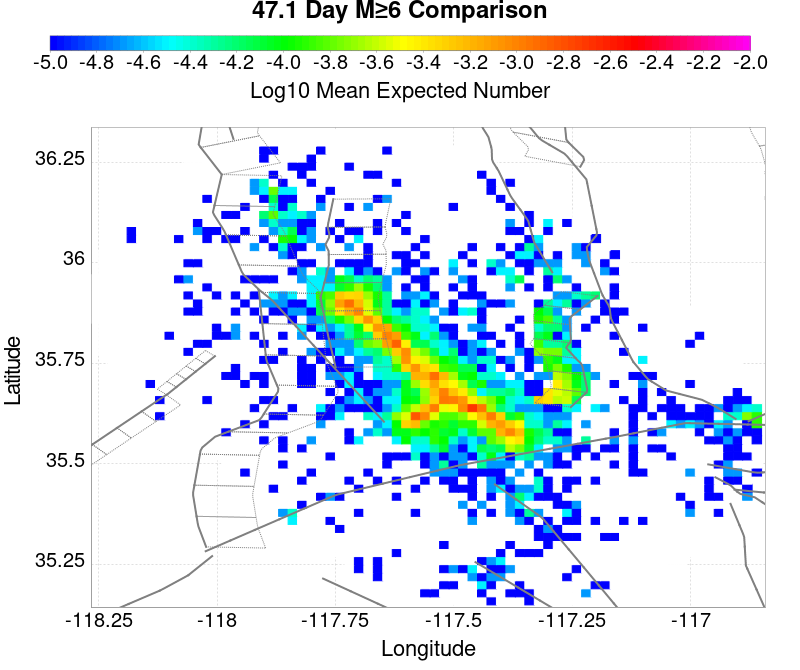 47.1 Day M≥6 Comparison
-5.0 -4.8 -4.6 -4.4 -4.2 -4.0 -3.8 -3.6 -3.4 -3.2 -3.0 -2.8 -2.6 -2.4 -2.2 -2.0
Log10 Mean Expected Number
36.25
36
35.75
35.5
35.25
Latitude
-118.25 -118 -117.75 -117.5 -117.25 -117
Longitude